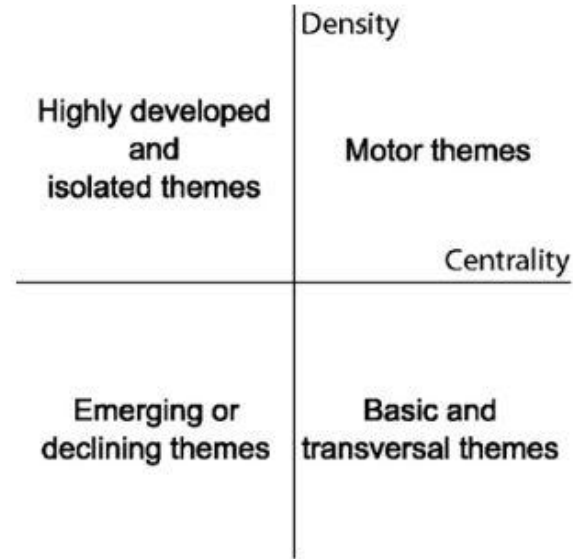 Density
Highly developed
and
isolated themes
Motor themes
Centrality
Emerging or
declining themes
Basic and
transversal themes